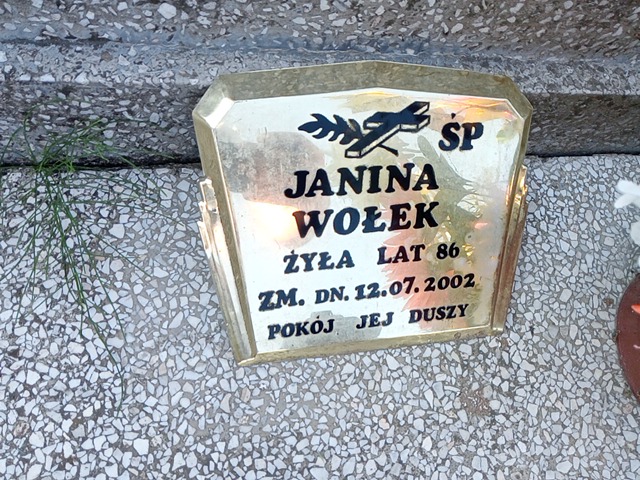 ŚP
JANINA
WOŁEK
ŻYŁA LAT 86
ZM. DN. 12.07.2002
POKÓJ JEJ DUSZY